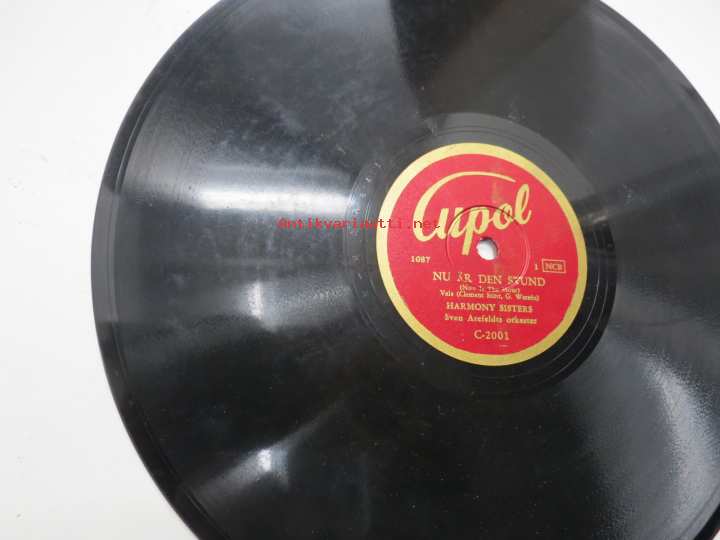 Cupol
Antikvariaatti.net
1087
1 NCB
NU ÄR DEN STUND
(Now Is The Hour)
Vals (Clement Scott, G. Wennis)
HARMONY SISTERS
Sven Arefeldts orkester
C-2001